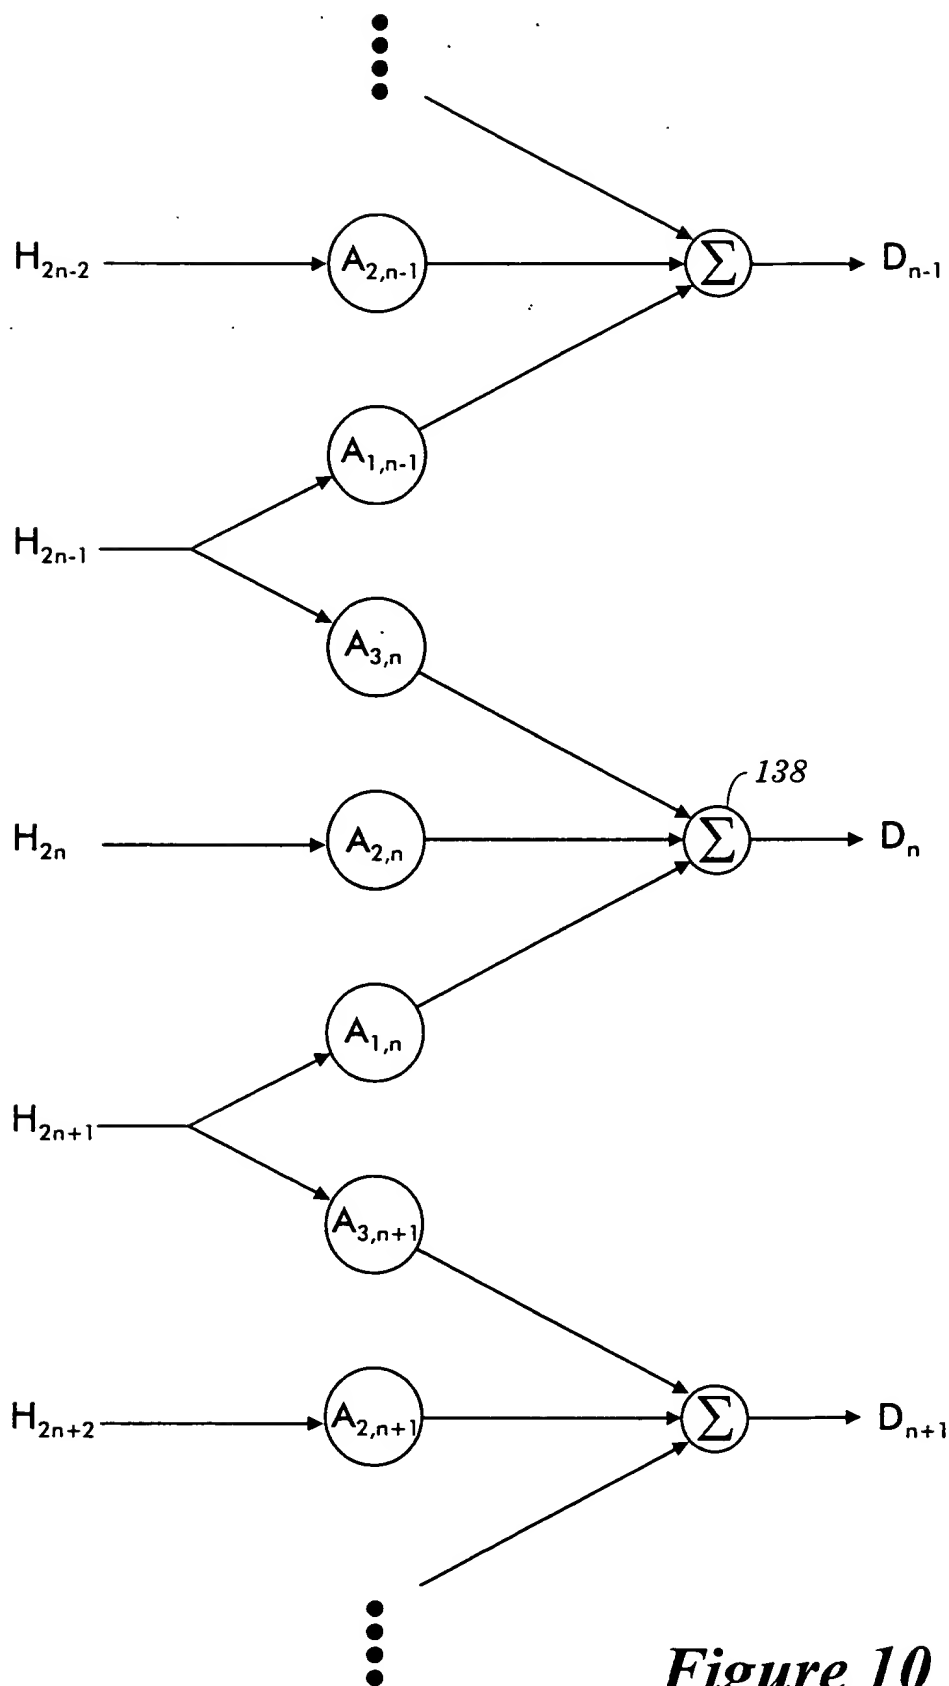 H₂ₙ₋₂ A₂,ₙ₋₁ Σ Dₙ₋₁
A₁,ₙ₋₁
H₂ₙ₋₁
A₃,ₙ
138
H₂ₙ A₂,ₙ Σ Dₙ
A₁,ₙ
H₂ₙ₊₁
A₃,ₙ₊₁
H₂ₙ₊₂ A₂,ₙ₊₁ Σ Dₙ₊₁
Figure 10